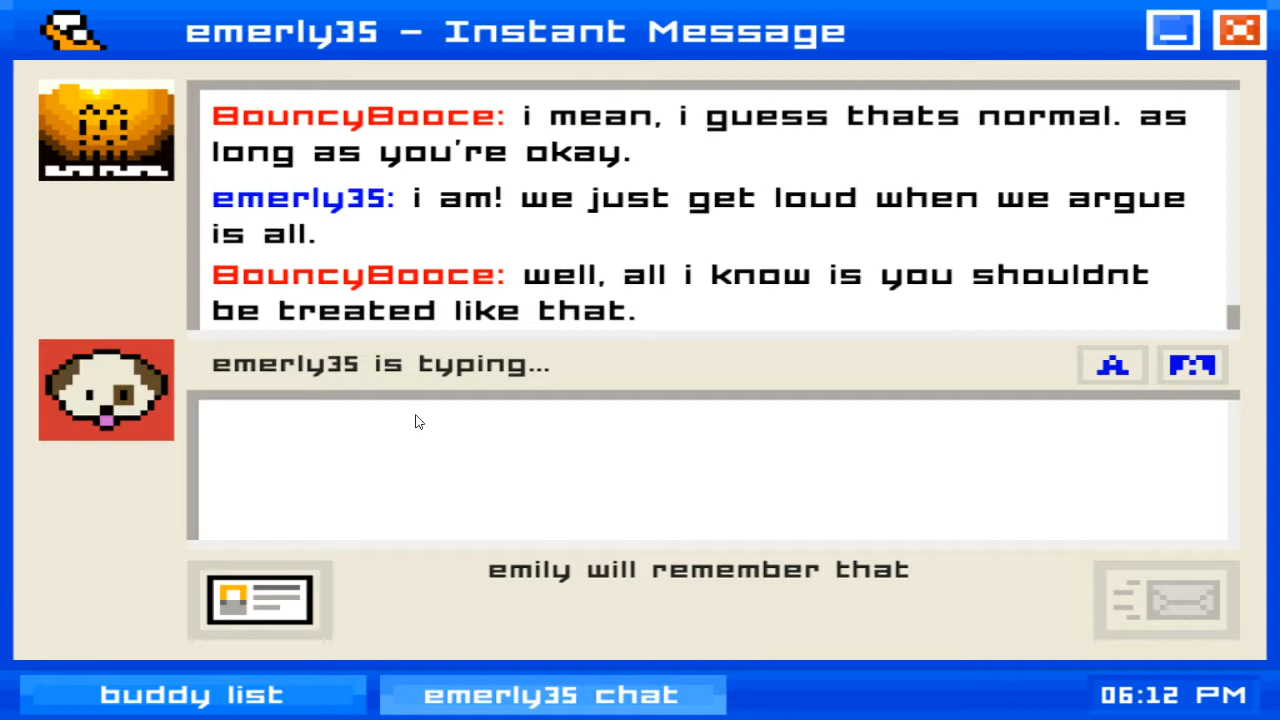 emerly35 - Instant Message
BouncyBooce: i mean, i guess thats normal. as
long as you're okay.
emerly35: i am! we just get loud when we argue
is all.
BouncyBooce: well, all i know is you shouldnt
be treated like that.
emerly35 is typing...
A
emily will remember that
buddy list
emerly35 chat
06:12 PM